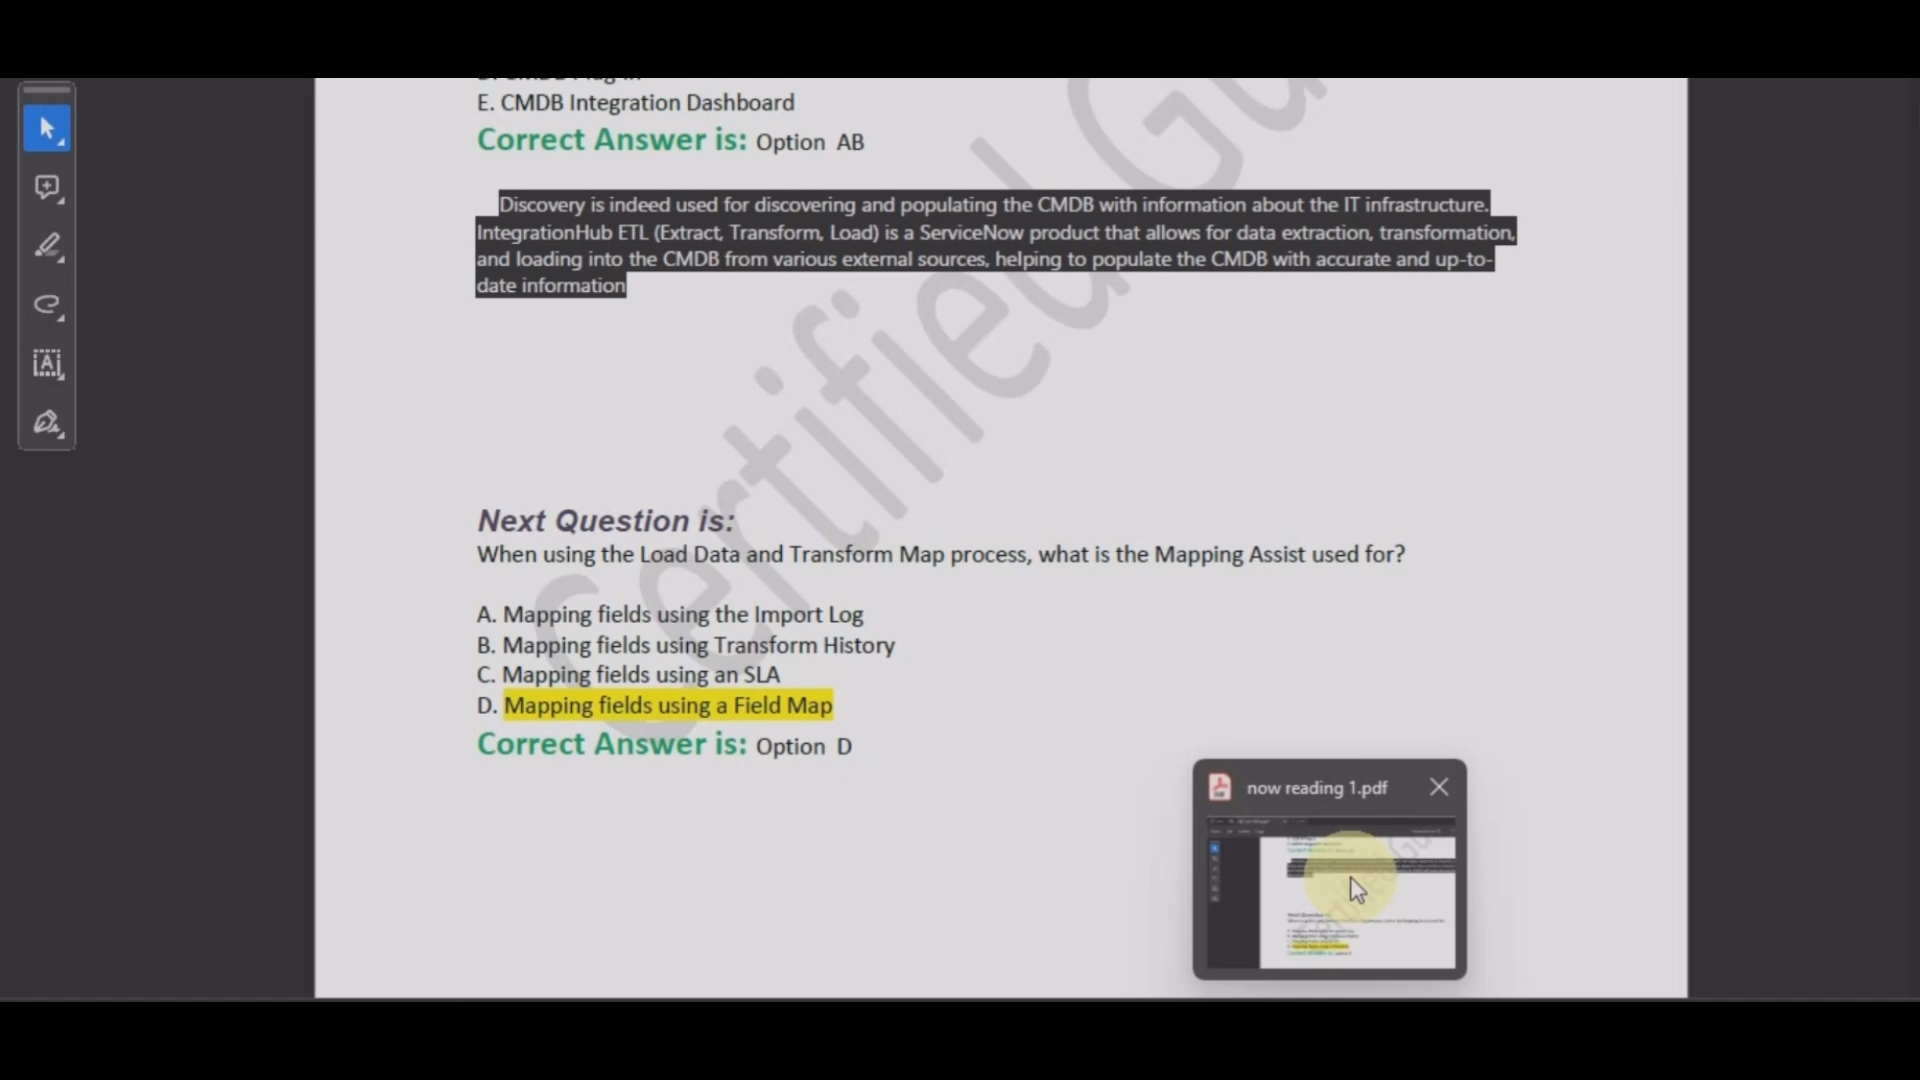 E. CMDB Integration Dashboard
Correct Answer is: Option AB
Discovery is indeed used for discovering and populating the CMDB with information about the IT infrastructure.
IntegrationHub ETL (Extract, Transform, Load) is a ServiceNow product that allows for data extraction, transformation,
and loading into the CMDB from various external sources, helping to populate the CMDB with accurate and up-to-
date information
Certified Gu
Next Question is:
When using the Load Data and Transform Map process, what is the Mapping Assist used for?
A. Mapping fields using the Import Log
B. Mapping fields using Transform History
C. Mapping fields using an SLA
D. Mapping fields using a Field Map
Correct Answer is: Option D
now reading 1.pdf